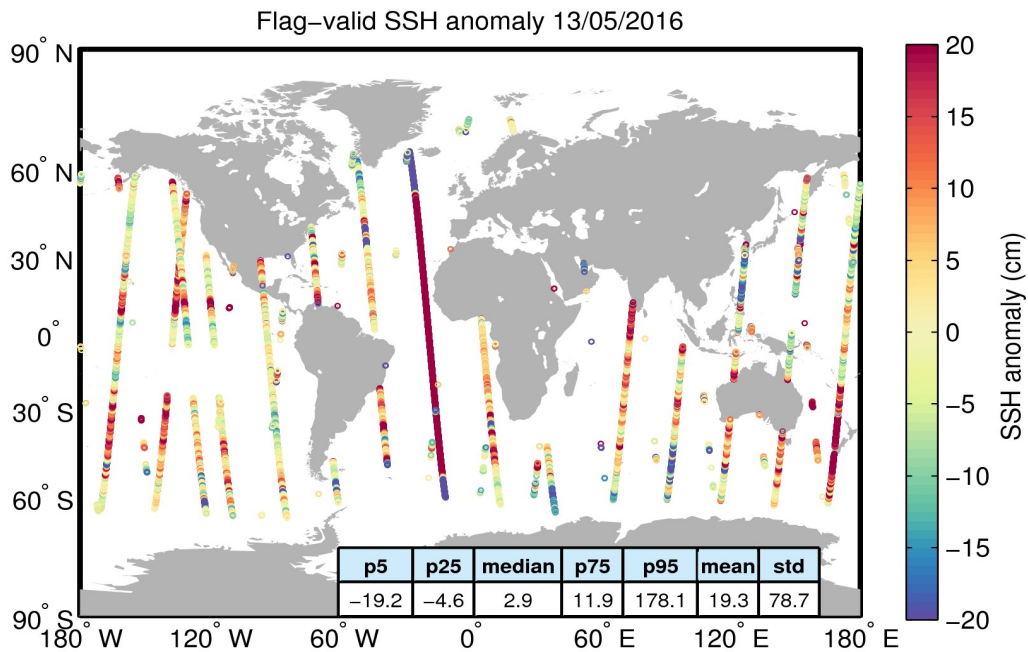 Flag−valid SSH anomaly 13/05/2016
90° N
60° N
30° N
0°
30° S
60° S
90° S
180° W
120° W
60° W
0°
60° E
120° E
180° E
p5 p25 median p75 p95 mean std
−19.2 −4.6 2.9 11.9 178.1 19.3 78.7
20
15
10
5
0
−5
−10
−15
−20
SSH anomaly (cm)